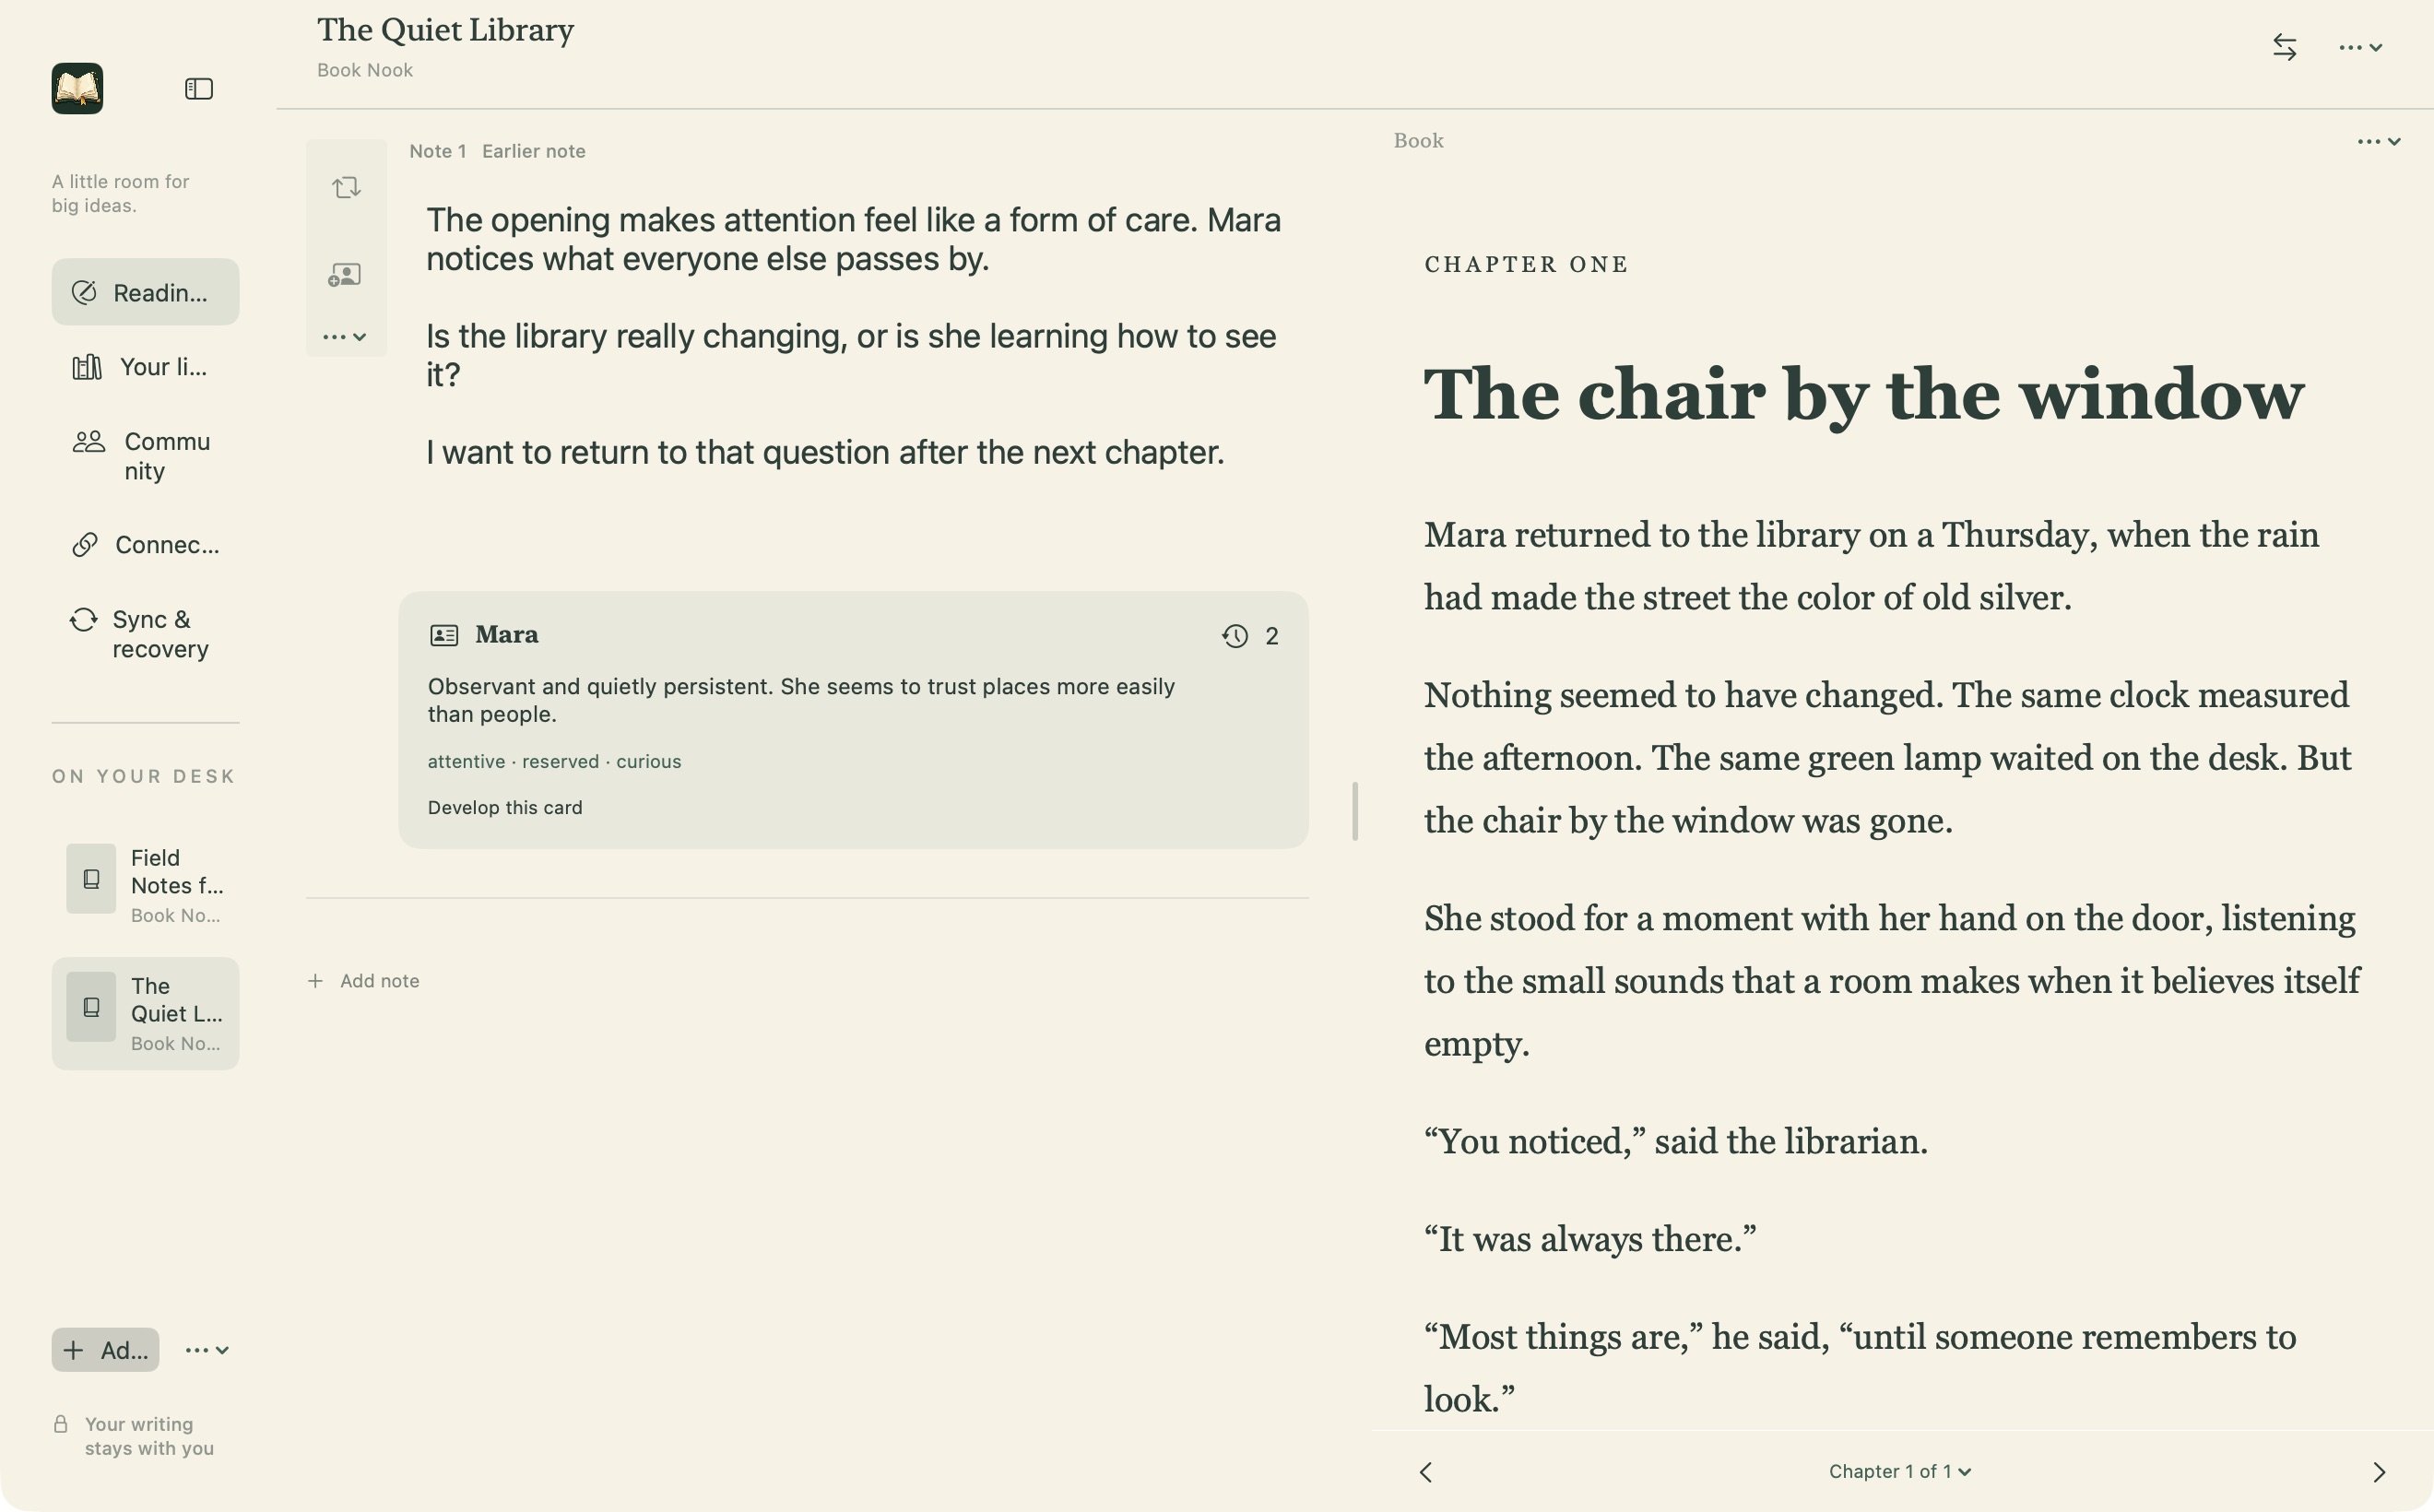 The Quiet Library
Book Nook
A little room for
big ideas.
Readin...
Your li...
Commu
nity
Connec...
Sync &
recovery
ON YOUR DESK
Field
Notes f...
Book No...
The
Quiet L...
Book No...
Ad...
Your writing
stays with you
Note 1 Earlier note
The opening makes attention feel like a form of care. Mara
notices what everyone else passes by.
Is the library really changing, or is she learning how to see
it?
I want to return to that question after the next chapter.
Mara
2
Observant and quietly persistent. She seems to trust places more easily
than people.
attentive · reserved · curious
Develop this card
Add note
Book
CHAPTER ONE
The chair by the window
Mara returned to the library on a Thursday, when the rain
had made the street the color of old silver.
Nothing seemed to have changed. The same clock measured
the afternoon. The same green lamp waited on the desk. But
the chair by the window was gone.
She stood for a moment with her hand on the door, listening
to the small sounds that a room makes when it believes itself
empty.
“You noticed,” said the librarian.
“It was always there.”
“Most things are,” he said, “until someone remembers to
look.”
Chapter 1 of 1